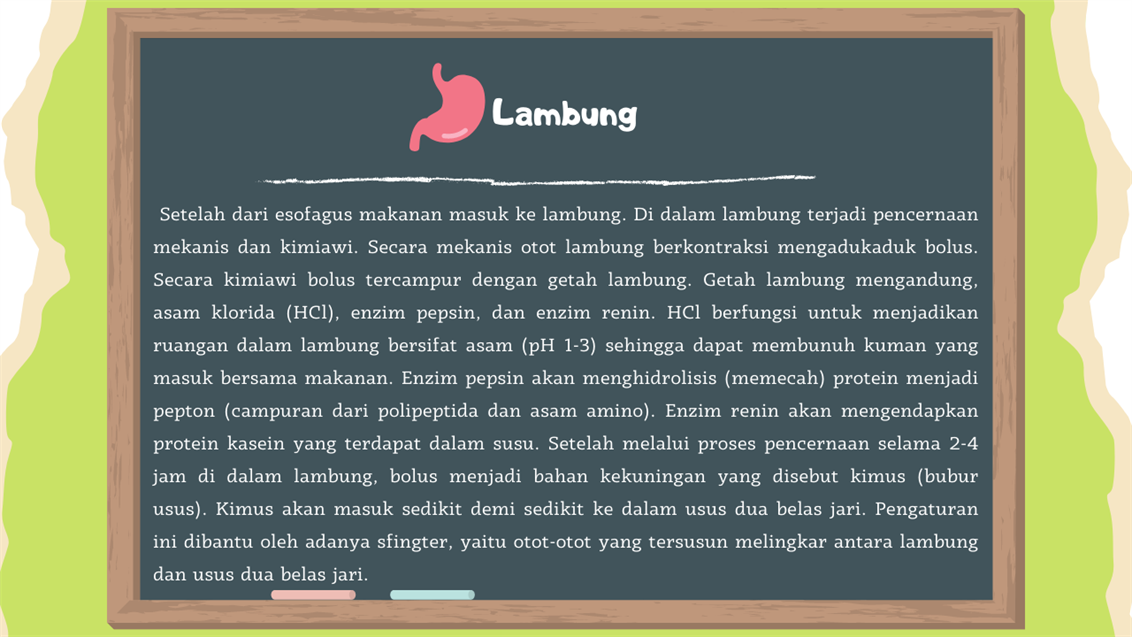 Lambung
Setelah dari esofagus makanan masuk ke lambung. Di dalam lambung terjadi pencernaan
mekanis dan kimiawi. Secara mekanis otot lambung berkontraksi mengadukaduk bolus.
Secara kimiawi bolus tercampur dengan getah lambung. Getah lambung mengandung,
asam klorida (HCl), enzim pepsin, dan enzim renin. HCl berfungsi untuk menjadikan
ruangan dalam lambung bersifat asam (pH 1-3) sehingga dapat membunuh kuman yang
masuk bersama makanan. Enzim pepsin akan menghidrolisis (memecah) protein menjadi
pepton (campuran dari polipeptida dan asam amino). Enzim renin akan mengendapkan
protein kasein yang terdapat dalam susu. Setelah melalui proses pencernaan selama 2-4
jam di dalam lambung, bolus menjadi bahan kekuningan yang disebut kimus (bubur
usus). Kimus akan masuk sedikit demi sedikit ke dalam usus dua belas jari. Pengaturan
ini dibantu oleh adanya sfingter, yaitu otot-otot yang tersusun melingkar antara lambung
dan usus dua belas jari.